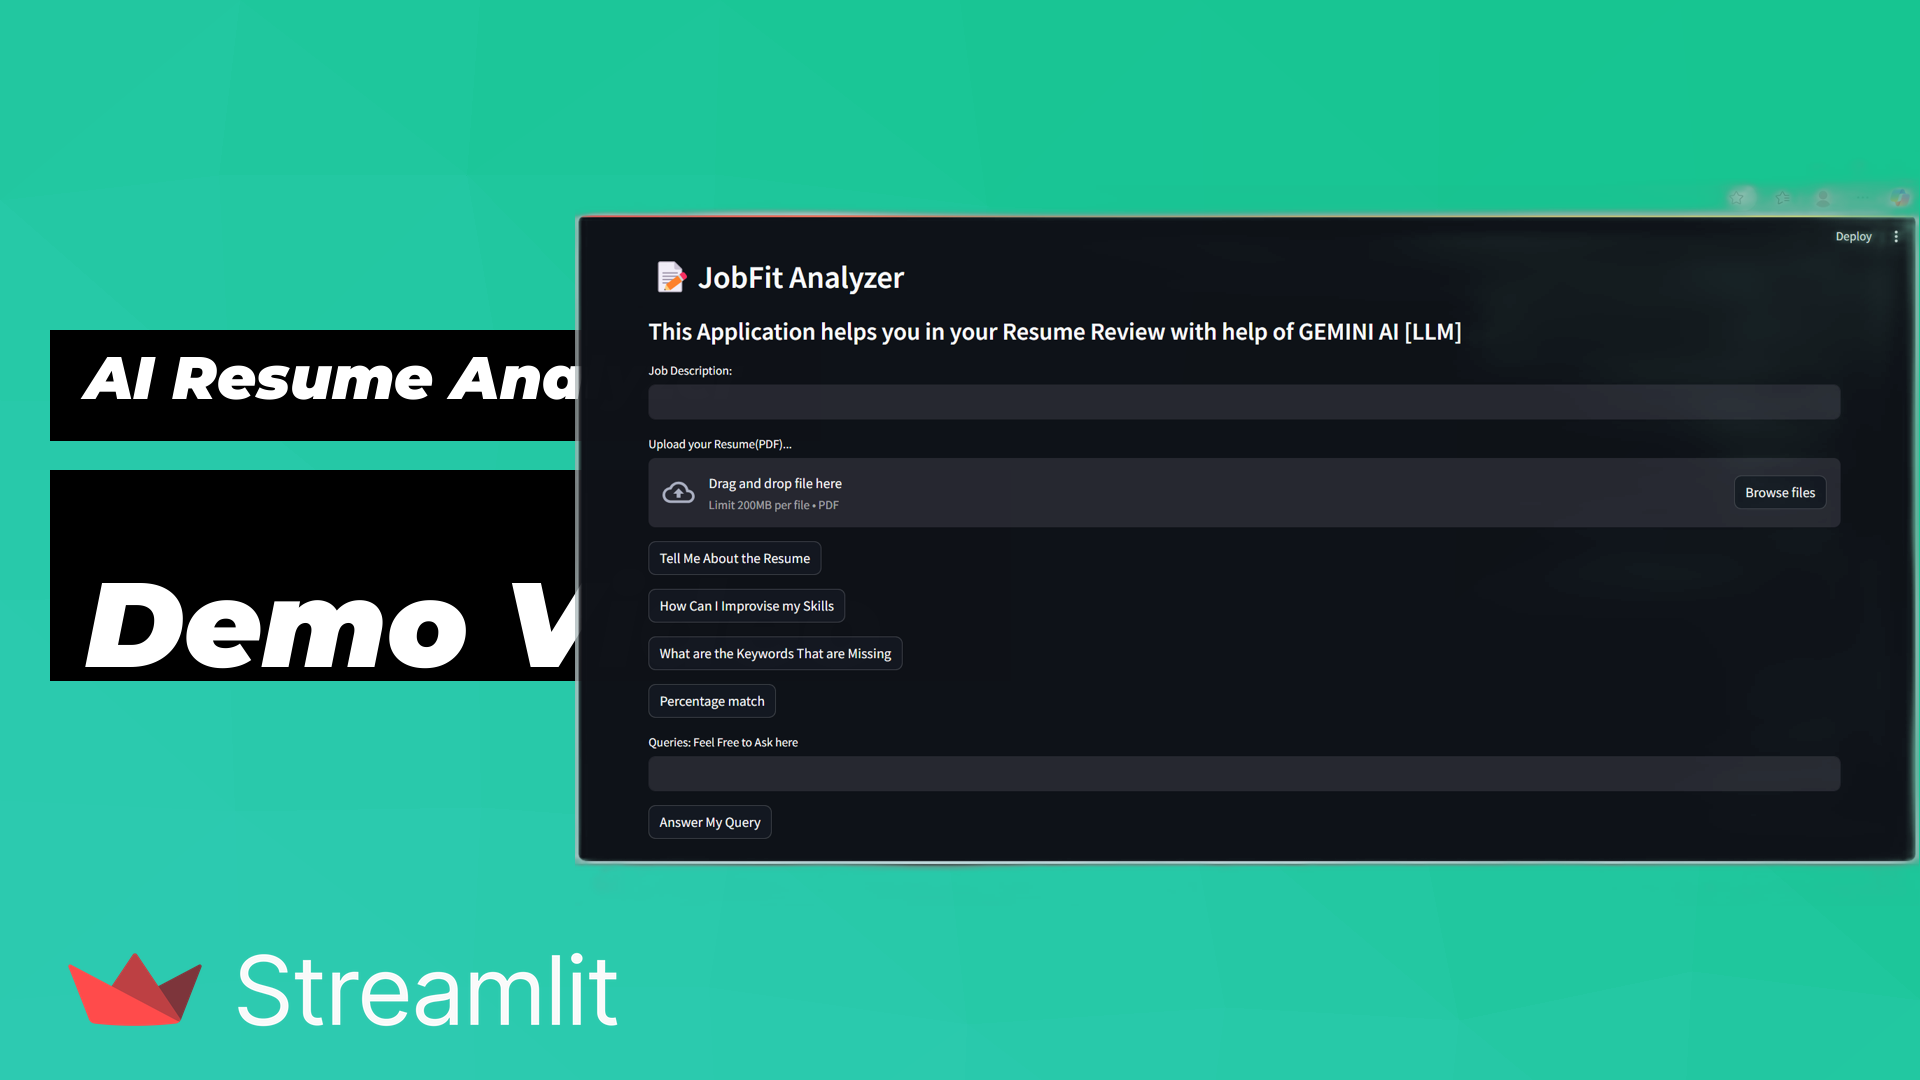 AI Resume Ana
Demo V
Deploy
JobFit Analyzer
This Application helps you in your Resume Review with help of GEMINI AI [LLM]
Job Description:
Upload your Resume(PDF)...
Drag and drop file here
Limit 200MB per file • PDF
Browse files
Tell Me About the Resume
How Can I Improvise my Skills
What are the Keywords That are Missing
Percentage match
Queries: Feel Free to Ask here
Answer My Query
Streamlit